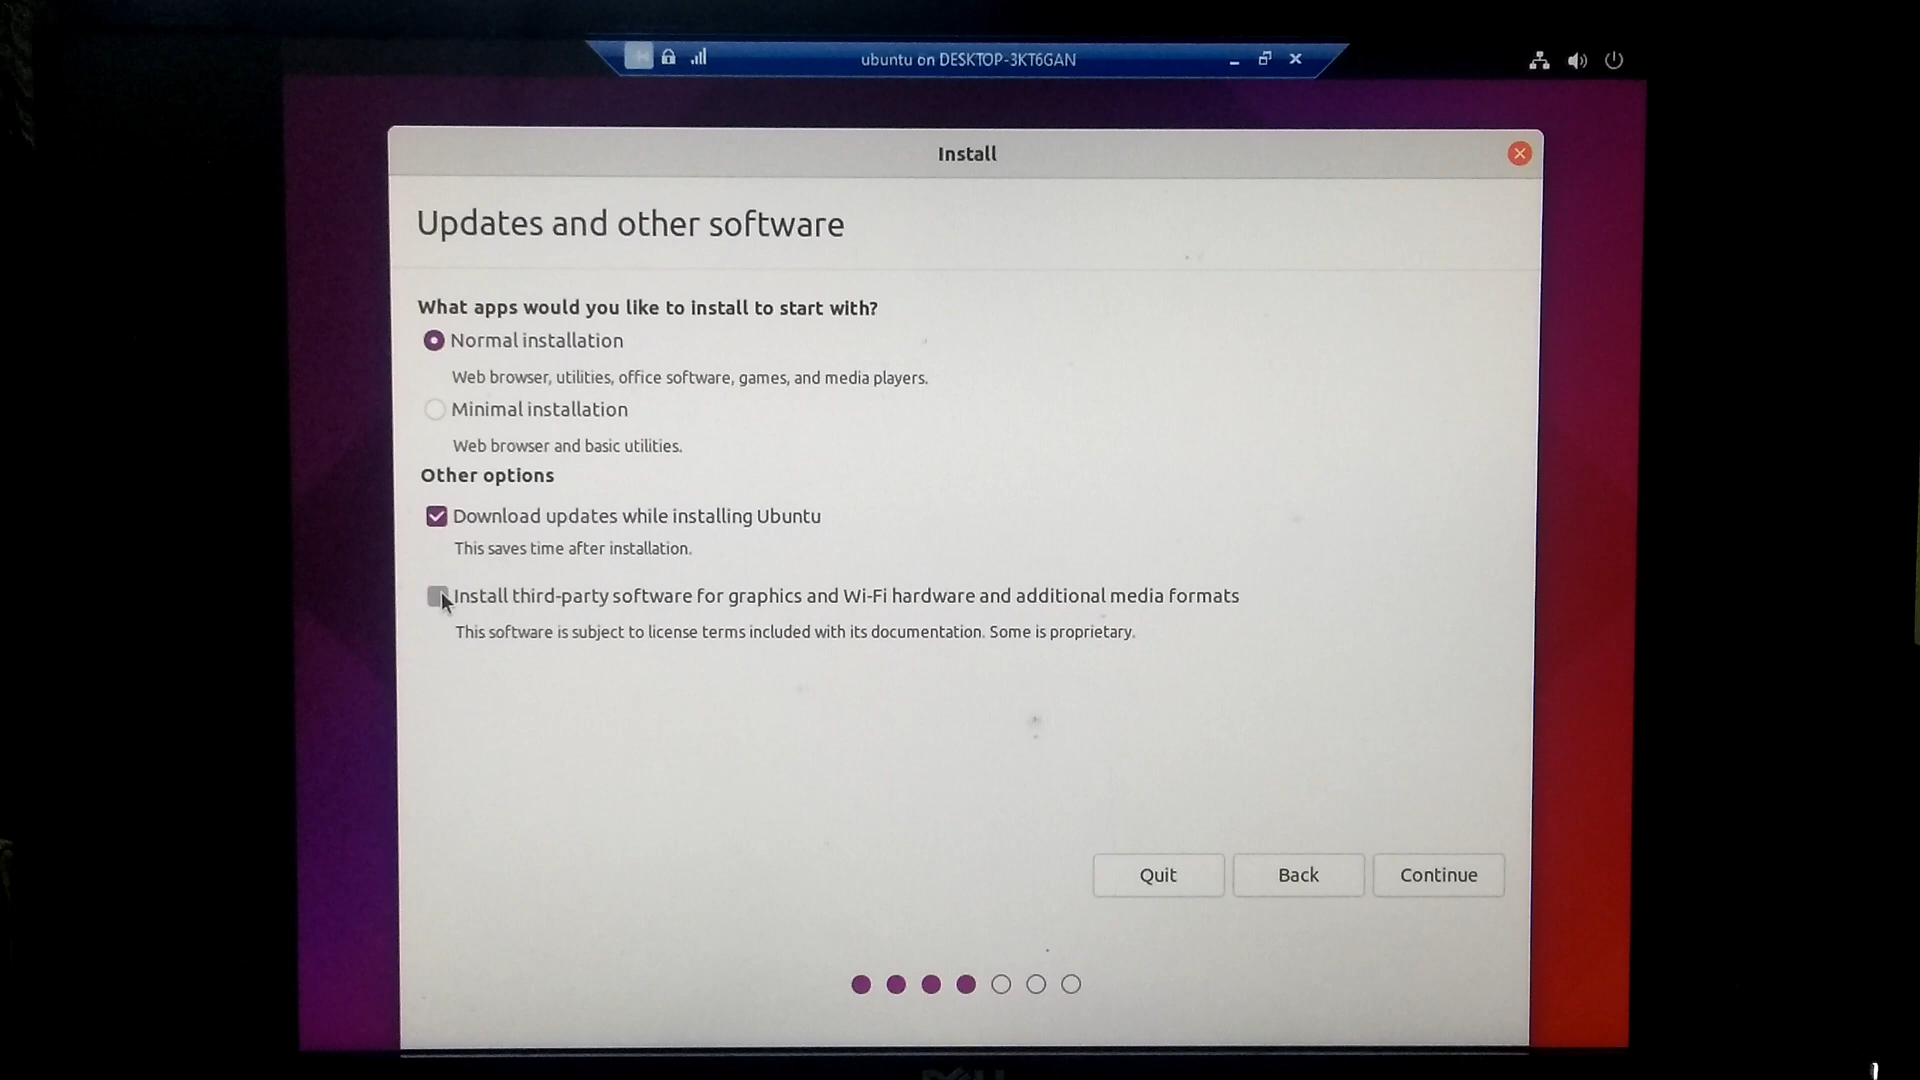 ubuntu on DESKTOP-3KT6GAN
Install
Updates and other software
What apps would you like to install to start with?
Normal installation
Web browser, utilities, office software, games, and media players.
Minimal installation
Web browser and basic utilities.
Other options
Download updates while installing Ubuntu
This saves time after installation.
Install third-party software for graphics and Wi-Fi hardware and additional media formats
This software is subject to license terms included with its documentation. Some is proprietary.
Quit
Back
Continue